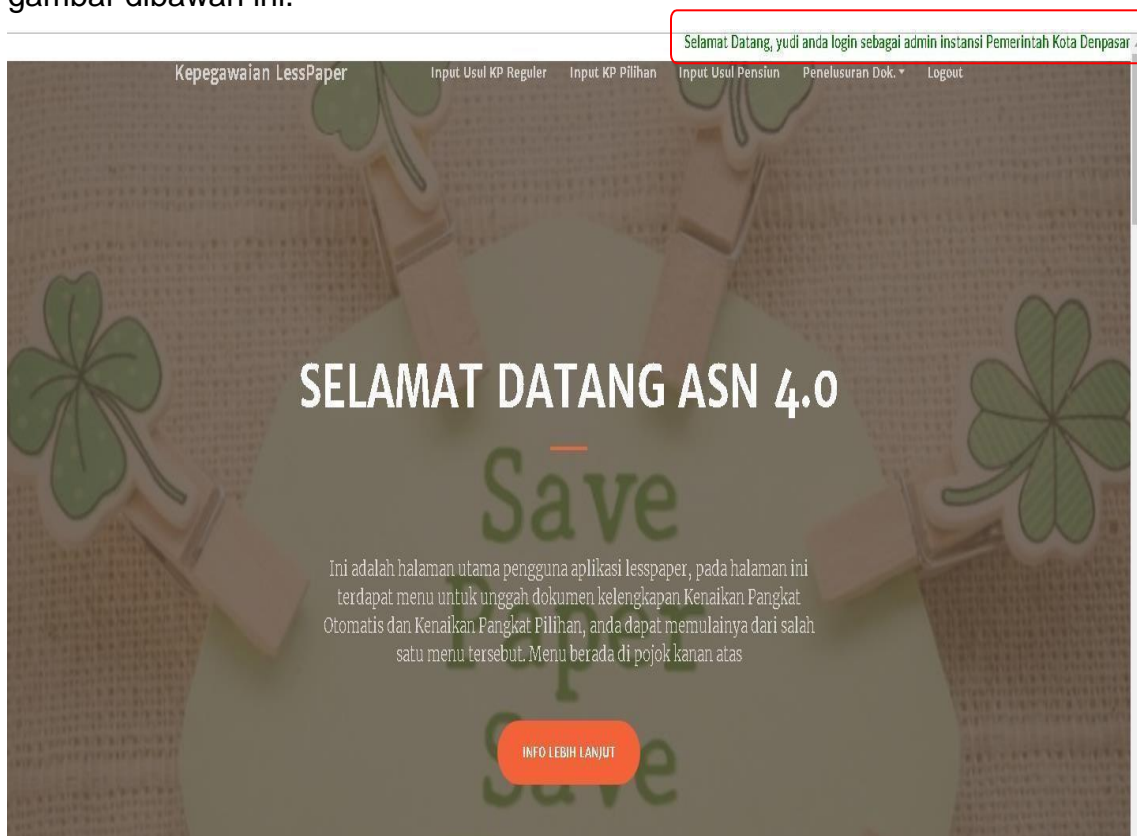 gambar dibawah ini.
Selamat Datang, yudi anda login sebagai admin instansi Pemerintah Kota Denpasar
Kepegawaian LessPaper Input Usul KP Reguler Input KP Pilihan Input Usul Pensiun Penelusuran Dok. Logout
SELAMAT DATANG ASN 4.0
Save
Ini adalah halaman utama pengguna aplikasi lesspaper, pada halaman ini
terdapat menu untuk unggah dokumen kelengkapan Kenaikan Pangkat
Otomatis dan Kenaikan Pangkat Pilihan, anda dapat memulainya dari salah
satu menu tersebut. Menu berada di pojok kanan atas
Paper
INFO LEBIH LANJUT
Save